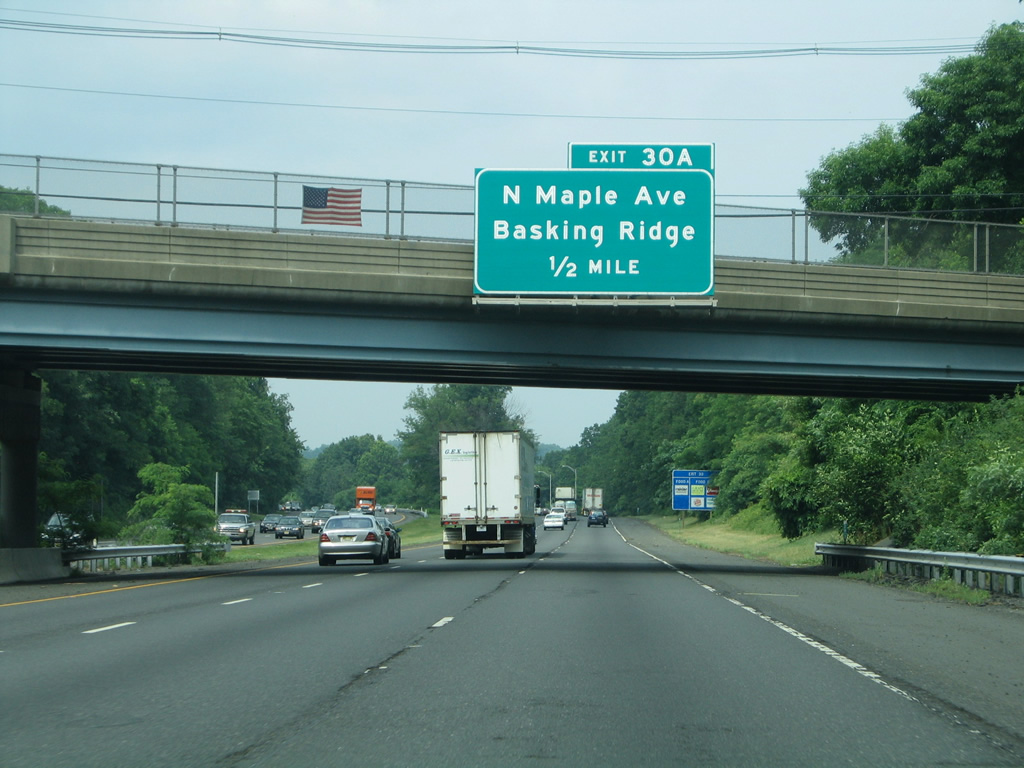 EXIT 30A
N Maple Ave
Basking Ridge
1/2 MILE
G.E.X